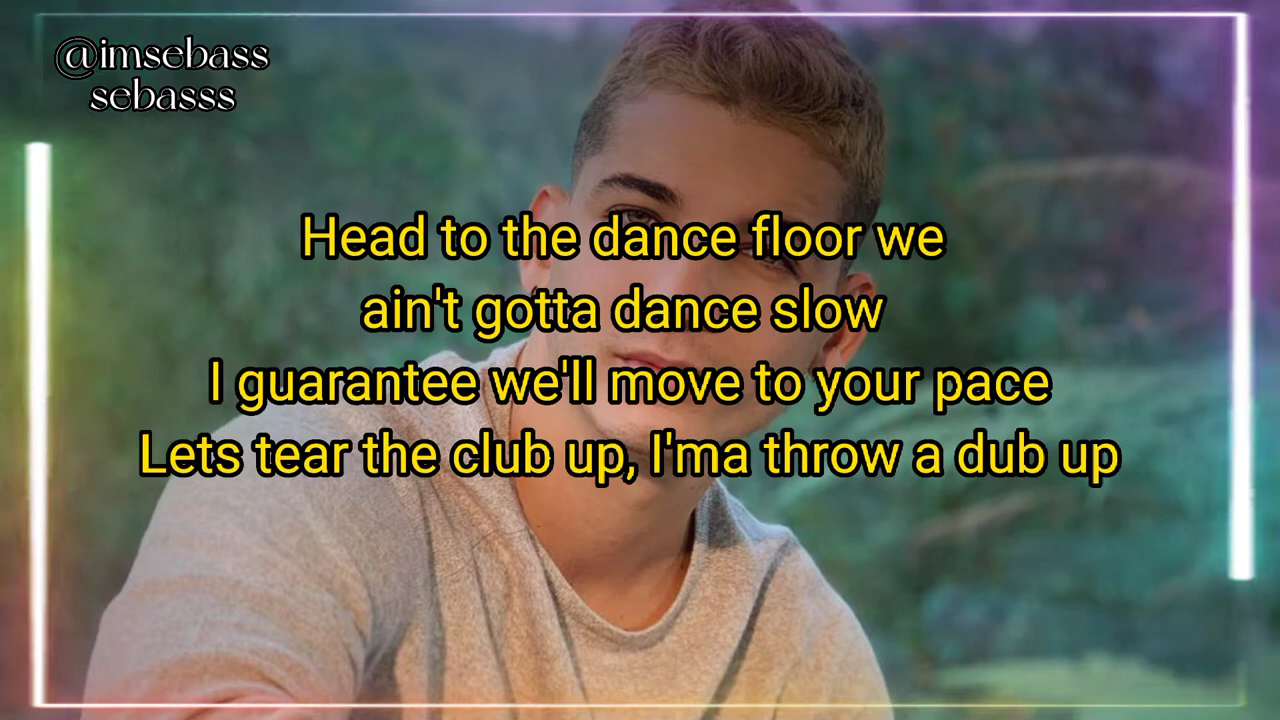 @imsebass
sebasss
Head to the dance floor we
ain't gotta dance slow
I guarantee we'll move to your pace
Lets tear the club up, I'ma throw a dub up